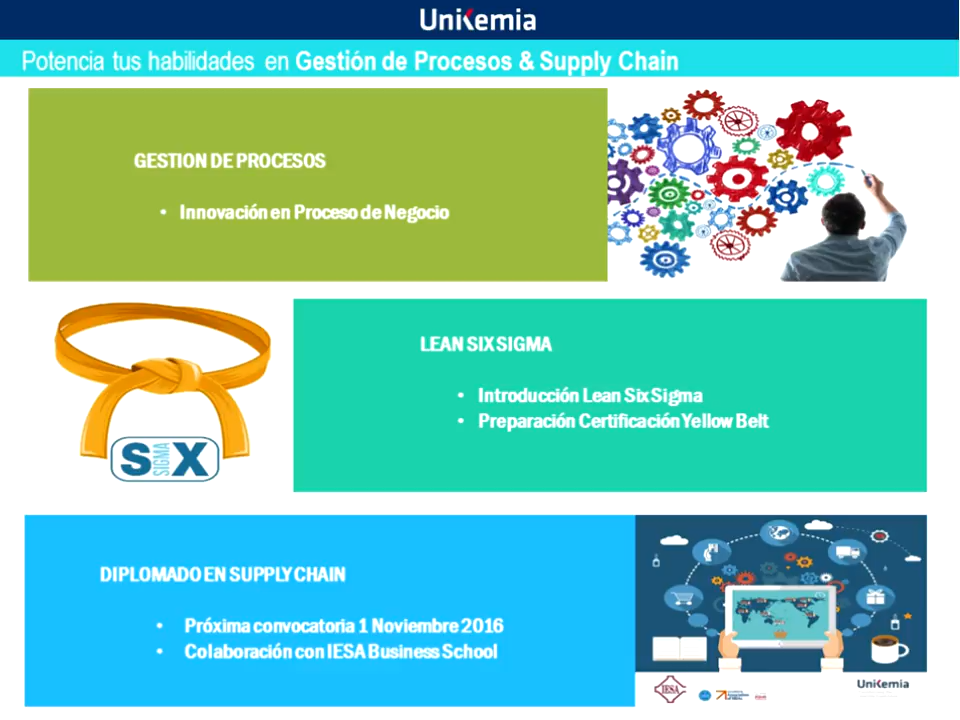 UniKemia
Potencia tus habilidades en Gestión de Procesos & Supply Chain
GESTION DE PROCESOS
• Innovación en Proceso de Negocio
LEAN SIX SIGMA
• Introducción Lean Six Sigma
• Preparación Certificación Yellow Belt
SIX
SIGMA
DIPLOMADO EN SUPPLY CHAIN
• Próxima convocatoria 1 Noviembre 2016
• Colaboración con IESA Business School
IESA
UniKemia